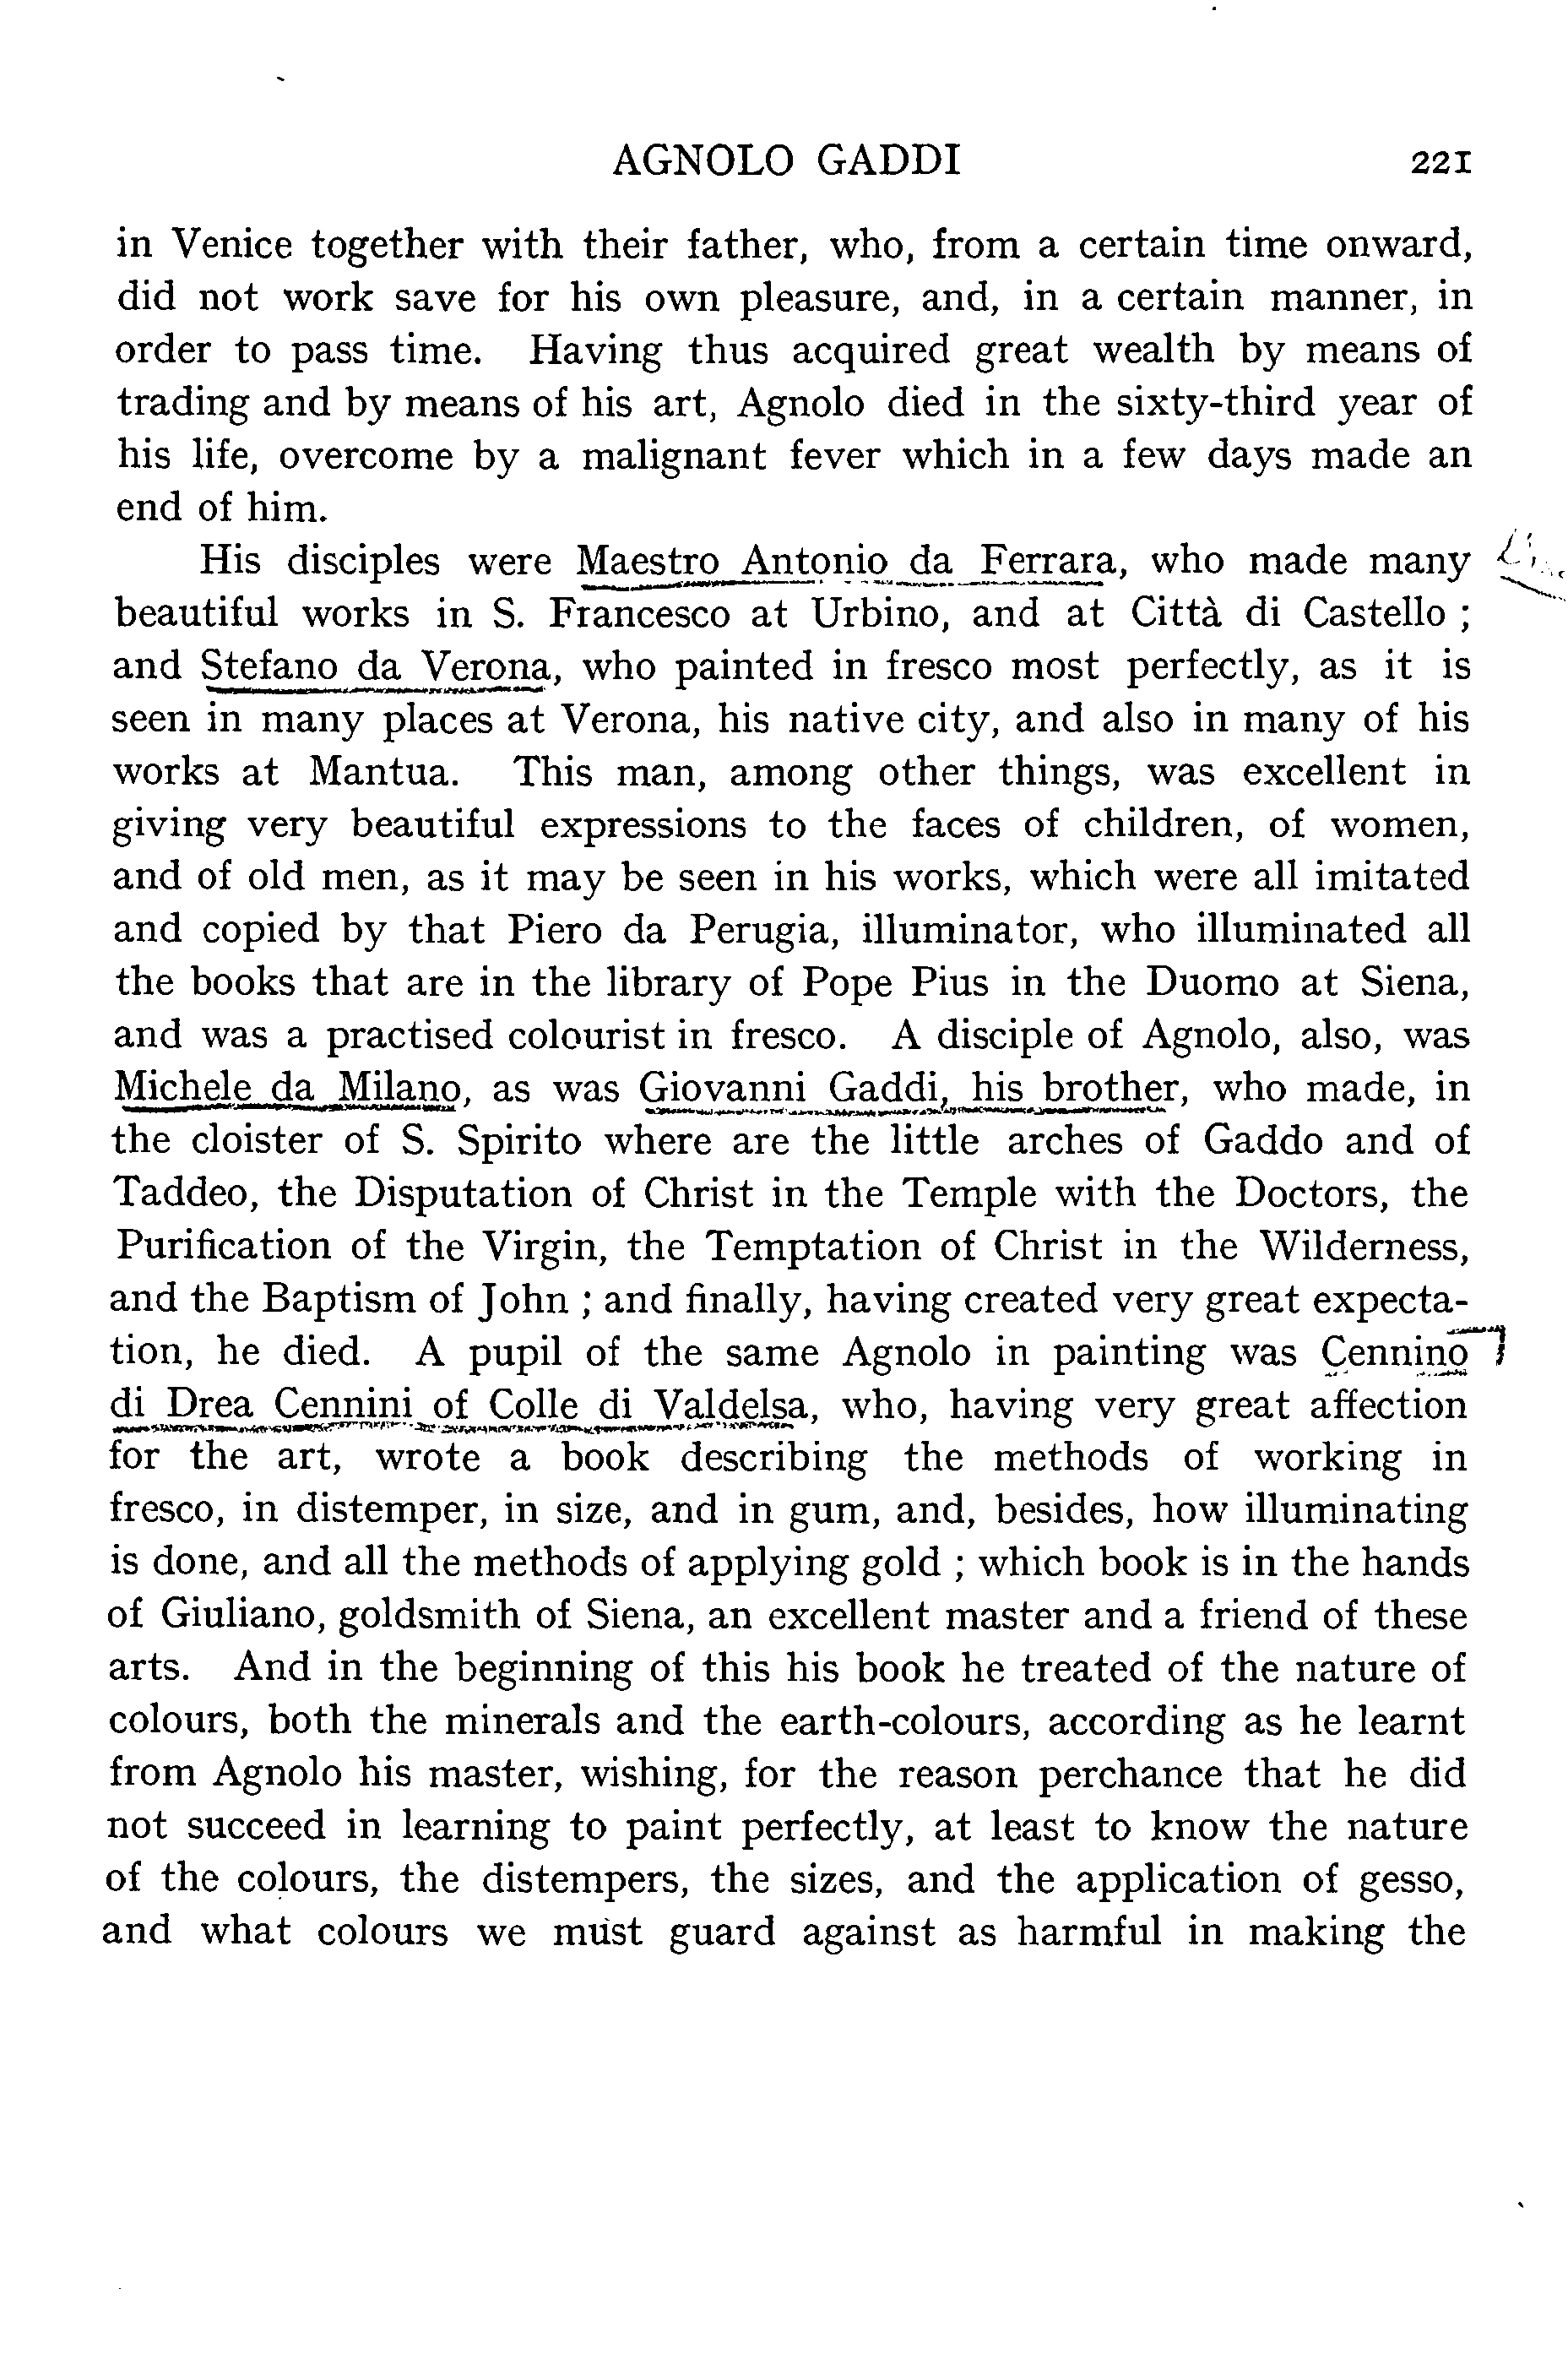 AGNOLO GADDI 221
in Venice together with their father, who, from a certain time onward,
did not work save for his own pleasure, and, in a certain manner, in
order to pass time. Having thus acquired great wealth by means of
trading and by means of his art, Agnolo died in the sixty-third year of
his life, overcome by a malignant fever which in a few days made an
end of him.
His disciples were Maestro Antonio da Ferrara, who made many
beautiful works in S. Francesco at Urbino, and at Città di Castello ;
and Stefano da Verona, who painted in fresco most perfectly, as it is
seen in many places at Verona, his native city, and also in many of his
works at Mantua. This man, among other things, was excellent in
giving very beautiful expressions to the faces of children, of women,
and of old men, as it may be seen in his works, which were all imitated
and copied by that Piero da Perugia, illuminator, who illuminated all
the books that are in the library of Pope Pius in the Duomo at Siena,
and was a practised colourist in fresco. A disciple of Agnolo, also, was
Michele da Milano, as was Giovanni Gaddi, his brother, who made, in
the cloister of S. Spirito where are the little arches of Gaddo and of
Taddeo, the Disputation of Christ in the Temple with the Doctors, the
Purification of the Virgin, the Temptation of Christ in the Wilderness,
and the Baptism of John ; and finally, having created very great expecta-
tion, he died. A pupil of the same Agnolo in painting was Cennino
di Drea Cennini of Colle di Valdelsa, who, having very great affection
for the art, wrote a book describing the methods of working in
fresco, in distemper, in size, and in gum, and, besides, how illuminating
is done, and all the methods of applying gold ; which book is in the hands
of Giuliano, goldsmith of Siena, an excellent master and a friend of these
arts. And in the beginning of this his book he treated of the nature of
colours, both the minerals and the earth-colours, according as he learnt
from Agnolo his master, wishing, for the reason perchance that he did
not succeed in learning to paint perfectly, at least to know the nature
of the colours, the distempers, the sizes, and the application of gesso,
and what colours we must guard against as harmful in making the